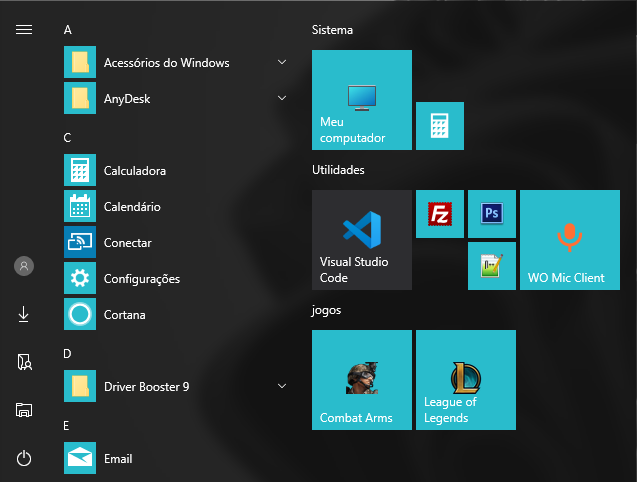 A
Acessórios do Windows
AnyDesk
C
Calculadora
Calendário
Conectar
Configurações
Cortana
D
Driver Booster 9
E
Email
Sistema
Meu
computador
Utilidades
Visual Studio
Code
Fz
Ps
WO Mic Client
jogos
Combat Arms
League of
Legends